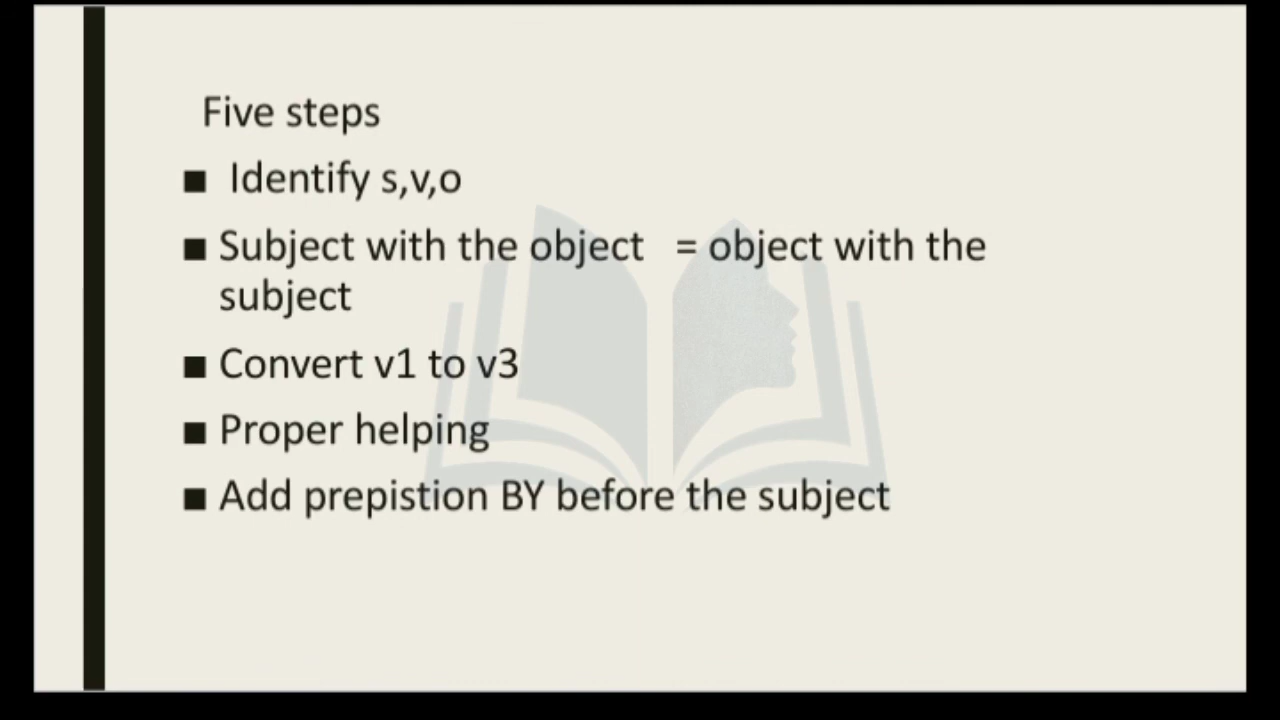 Five steps
■ Identify s,v,o
■ Subject with the object = object with the
subject
■ Convert v1 to v3
■ Proper helping
■ Add prepistion BY before the subject